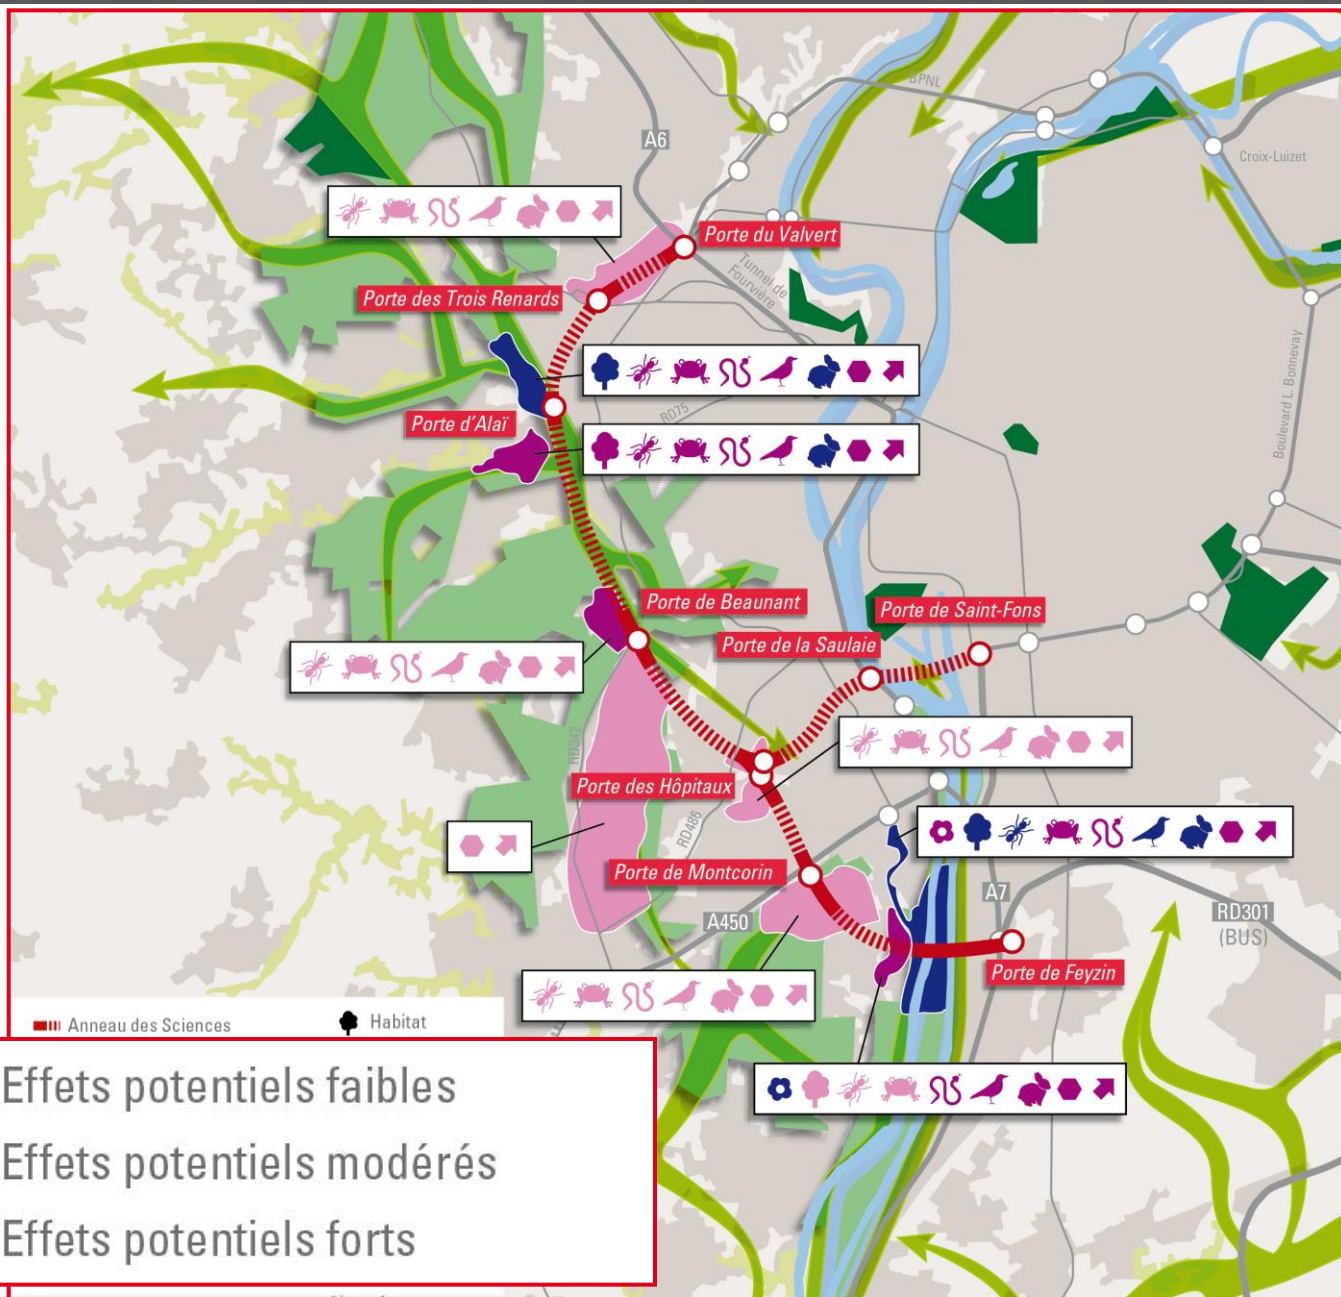 BPNL
A6
Croix-Luizet
Porte du Valvert
Tunnel de
Fourvière
Porte des Trois Renards
Boulevard L. Bonnevay
RD75
Porte d'Alaï
Porte de Beaunant
Porte de Saint-Fons
Porte de la Saulaie
RD342
Porte des Hôpitaux
RD486
Porte de Montcorin
A7
A450
RD301
(BUS)
Porte de Feyzin
Anneau des Sciences
Habitat
Effets potentiels faibles
Effets potentiels modérés
Effets potentiels forts